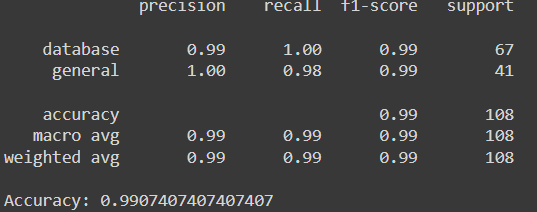 precision recall f1-score support
database 0.99 1.00 0.99 67
general 1.00 0.98 0.99 41
accuracy 0.99 108
macro avg 0.99 0.99 0.99 108
weighted avg 0.99 0.99 0.99 108
Accuracy: 0.9907407407407407